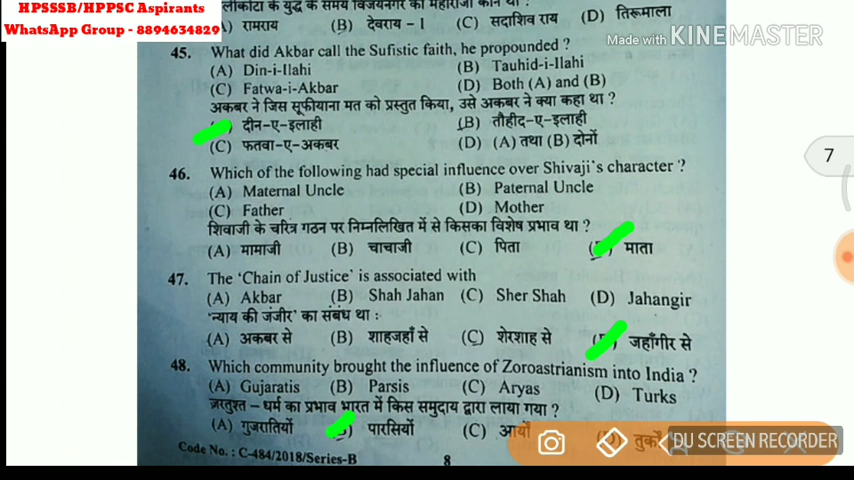 HPSSSB/HPPSC Aspirants
WhatsApp Group - 8894634829
Made with KINEMASTER
के युद्ध के समय विजयनगर का महाराजा कौन था ?
रामराय (B) देवराय – I (C) सदाशिव राय (D) तिरूमाला
45. What did Akbar call the Sufistic faith, he propounded ?
(A) Din-i-Ilahi (B) Tauhid-i-Ilahi
(C) Fatwa-i-Akbar (D) Both (A) and (B)
अकबर ने जिस सूफीयाना मत को प्रस्तुत किया, उसे अकबर ने क्या कहा था ?
दीन-ए-इलाही (B) तौहीद-ए-इलाही
(C) फतवा-ए-अकबर (D) (A) तथा (B) दोनों
46. Which of the following had special influence over Shivaji's character ?
(A) Maternal Uncle (B) Paternal Uncle
(C) Father (D) Mother
शिवाजी के चरित्र गठन पर निम्नलिखित में से किसका विशेष प्रभाव था ?
(A) मामाजी (B) चाचाजी (C) पिता माता
47. The 'Chain of Justice' is associated with
(A) Akbar (B) Shah Jahan (C) Sher Shah (D) Jahangir
'न्याय की जंजीर' का संबंध था :
(A) अकबर से (B) शाहजहाँ से (C) शेरशाह से जहाँगीर से
48. Which community brought the influence of Zoroastrianism into India ?
(A) Gujaratis (B) Parsis (C) Aryas (D) Turks
ज़रतुश्त – धर्म का प्रभाव भारत में किस समुदाय द्वारा लाया गया ?
(A) गुजरातियों पारसियों (C) आर्यों (D) तुर्कों
Code No. : C-484/2018/Series-B
8
7
DU SCREEN RECORDER